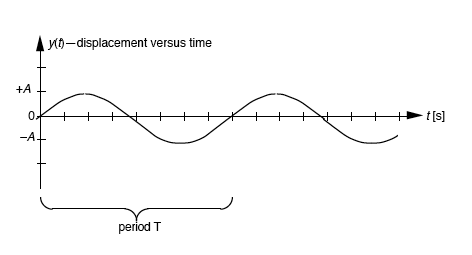 y(t)—displacement versus time
+A
0
–A
t [s]
period T